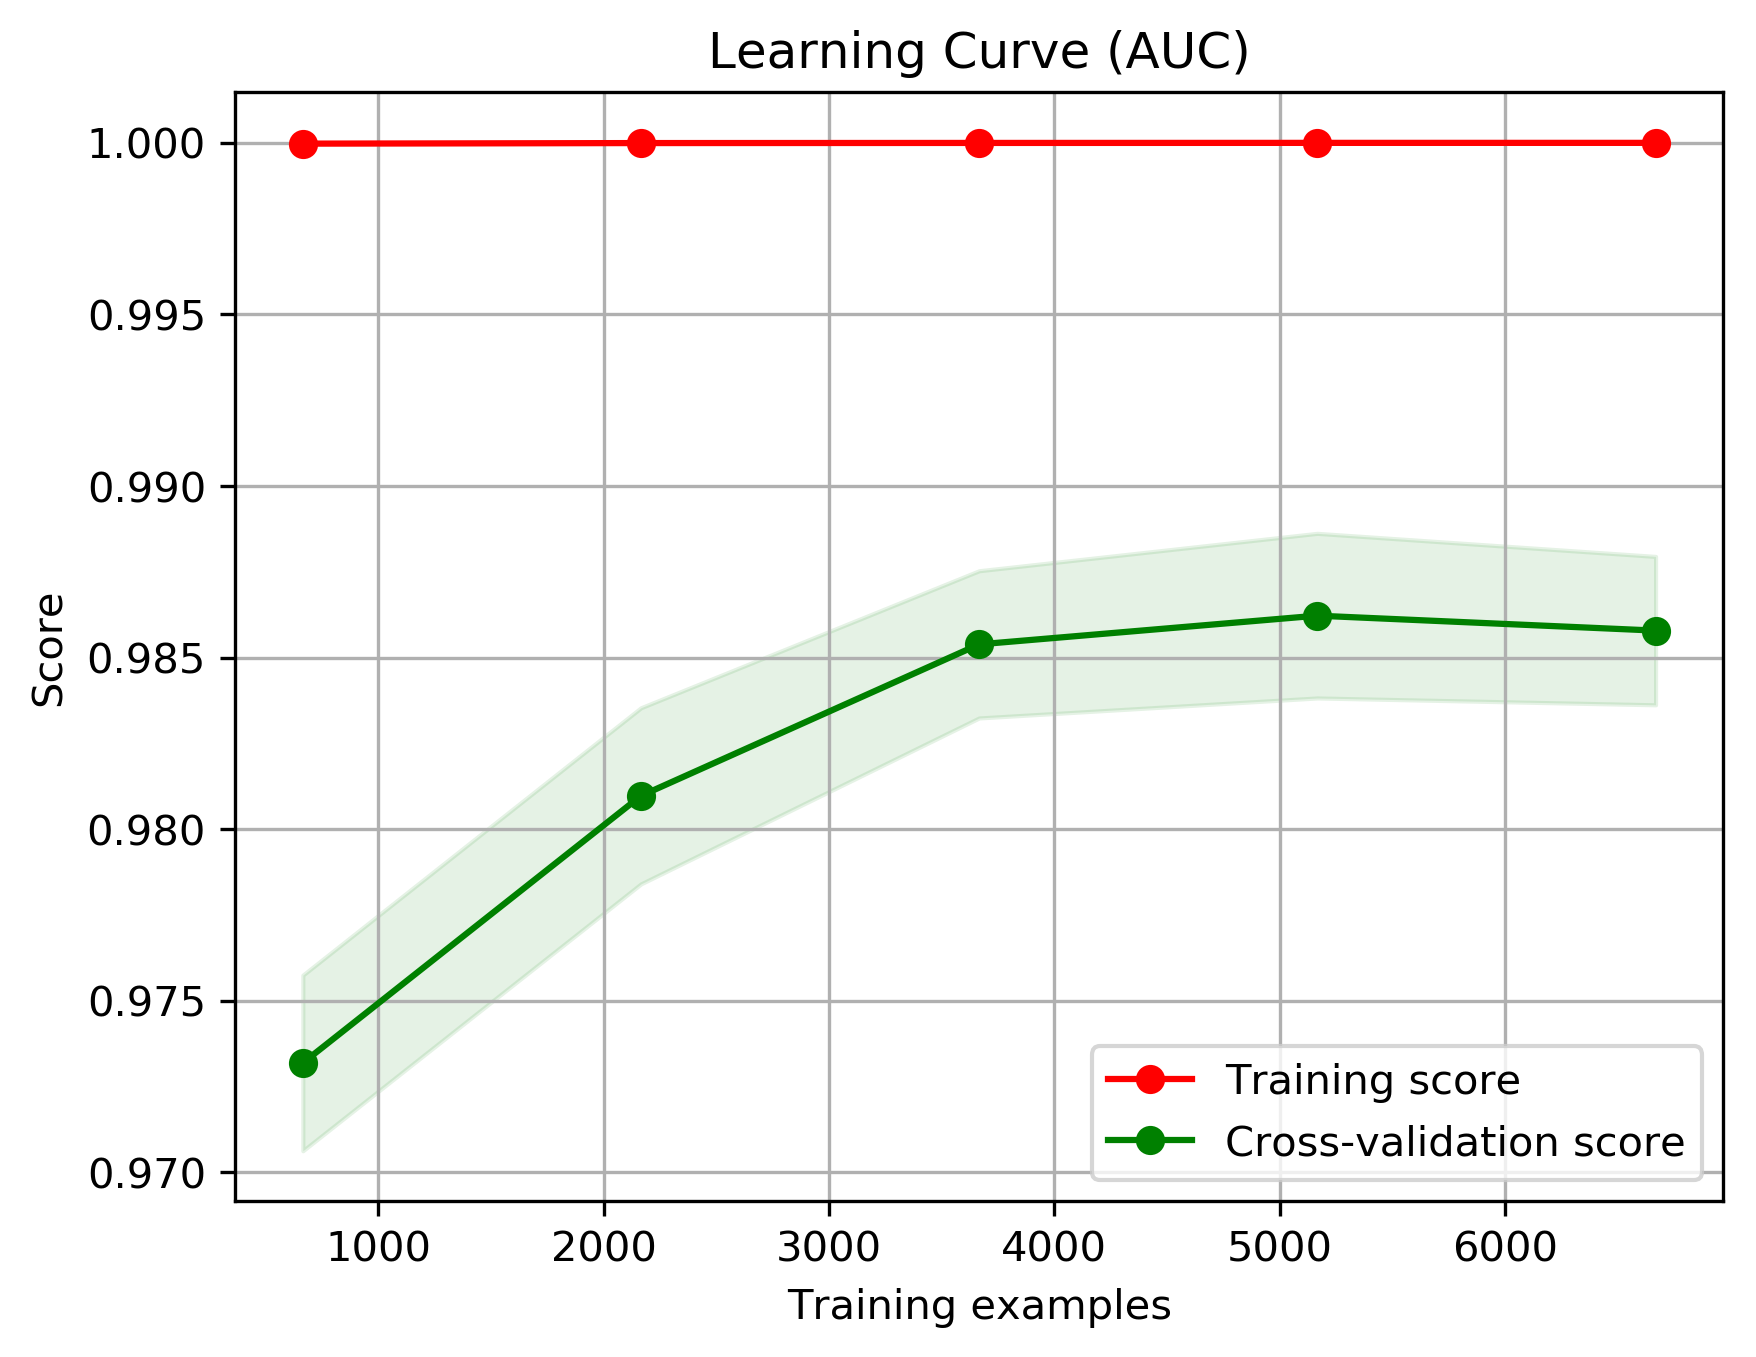 Learning Curve (AUC)
1.000
0.995
0.990
0.985
0.980
0.975
0.970
Score
Training score
Cross-validation score
1000 2000 3000 4000 5000 6000
Training examples